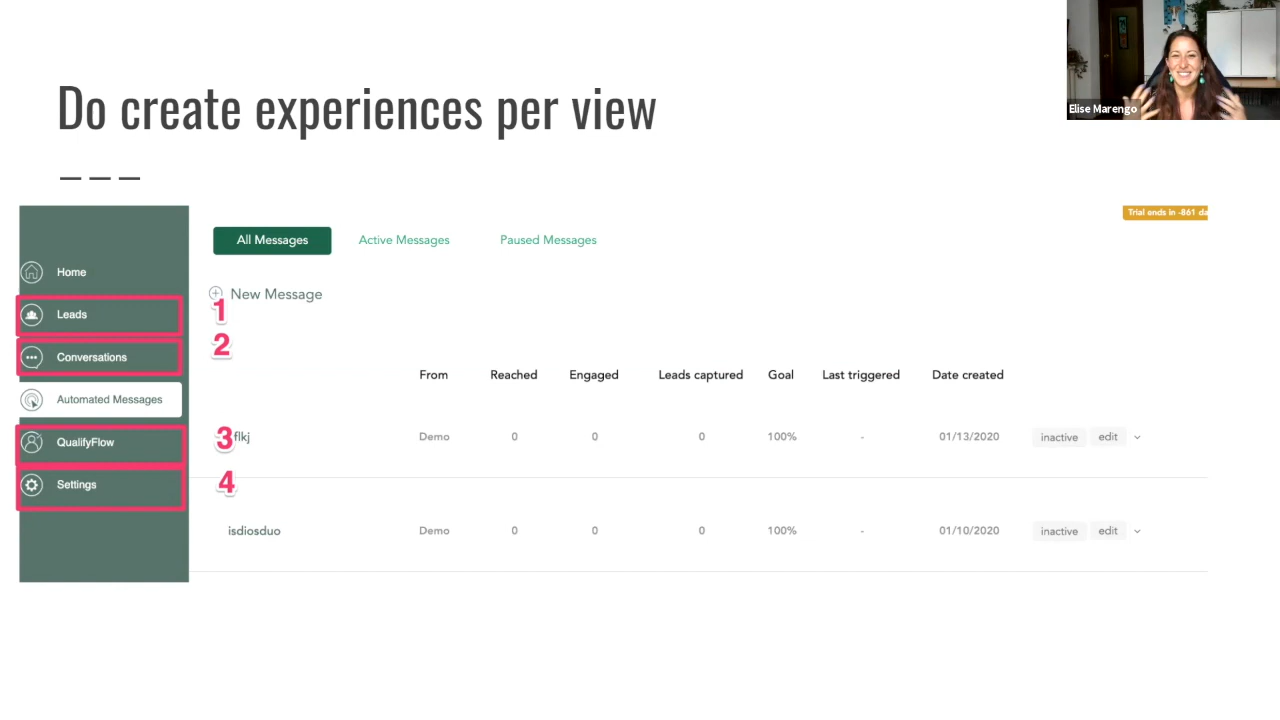 Do create experiences per view
Elise Marengo
Trial ends in -861 da
All Messages Active Messages Paused Messages
Home
New Message
1
Leads
2
Conversations
From Reached Engaged Leads captured Goal Last triggered Date created
Automated Messages
3 flkj Demo 0 0 0 100% - 01/13/2020 inactive edit
QualifyFlow
4
Settings
isdiosduo Demo 0 0 0 100% - 01/10/2020 inactive edit